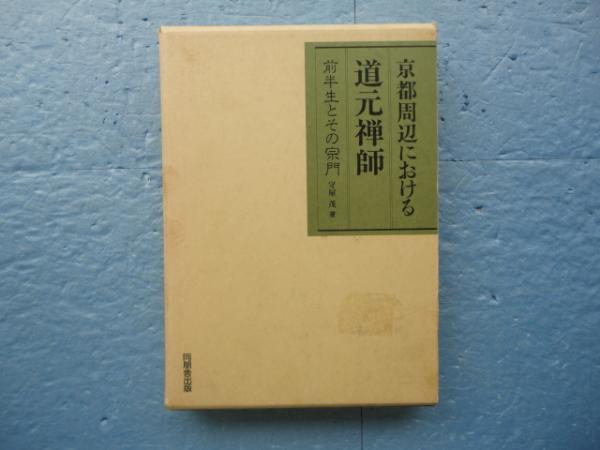 京都周辺における
道元禅師
前半生とその宗門
守屋 茂 著
同朋舎出版